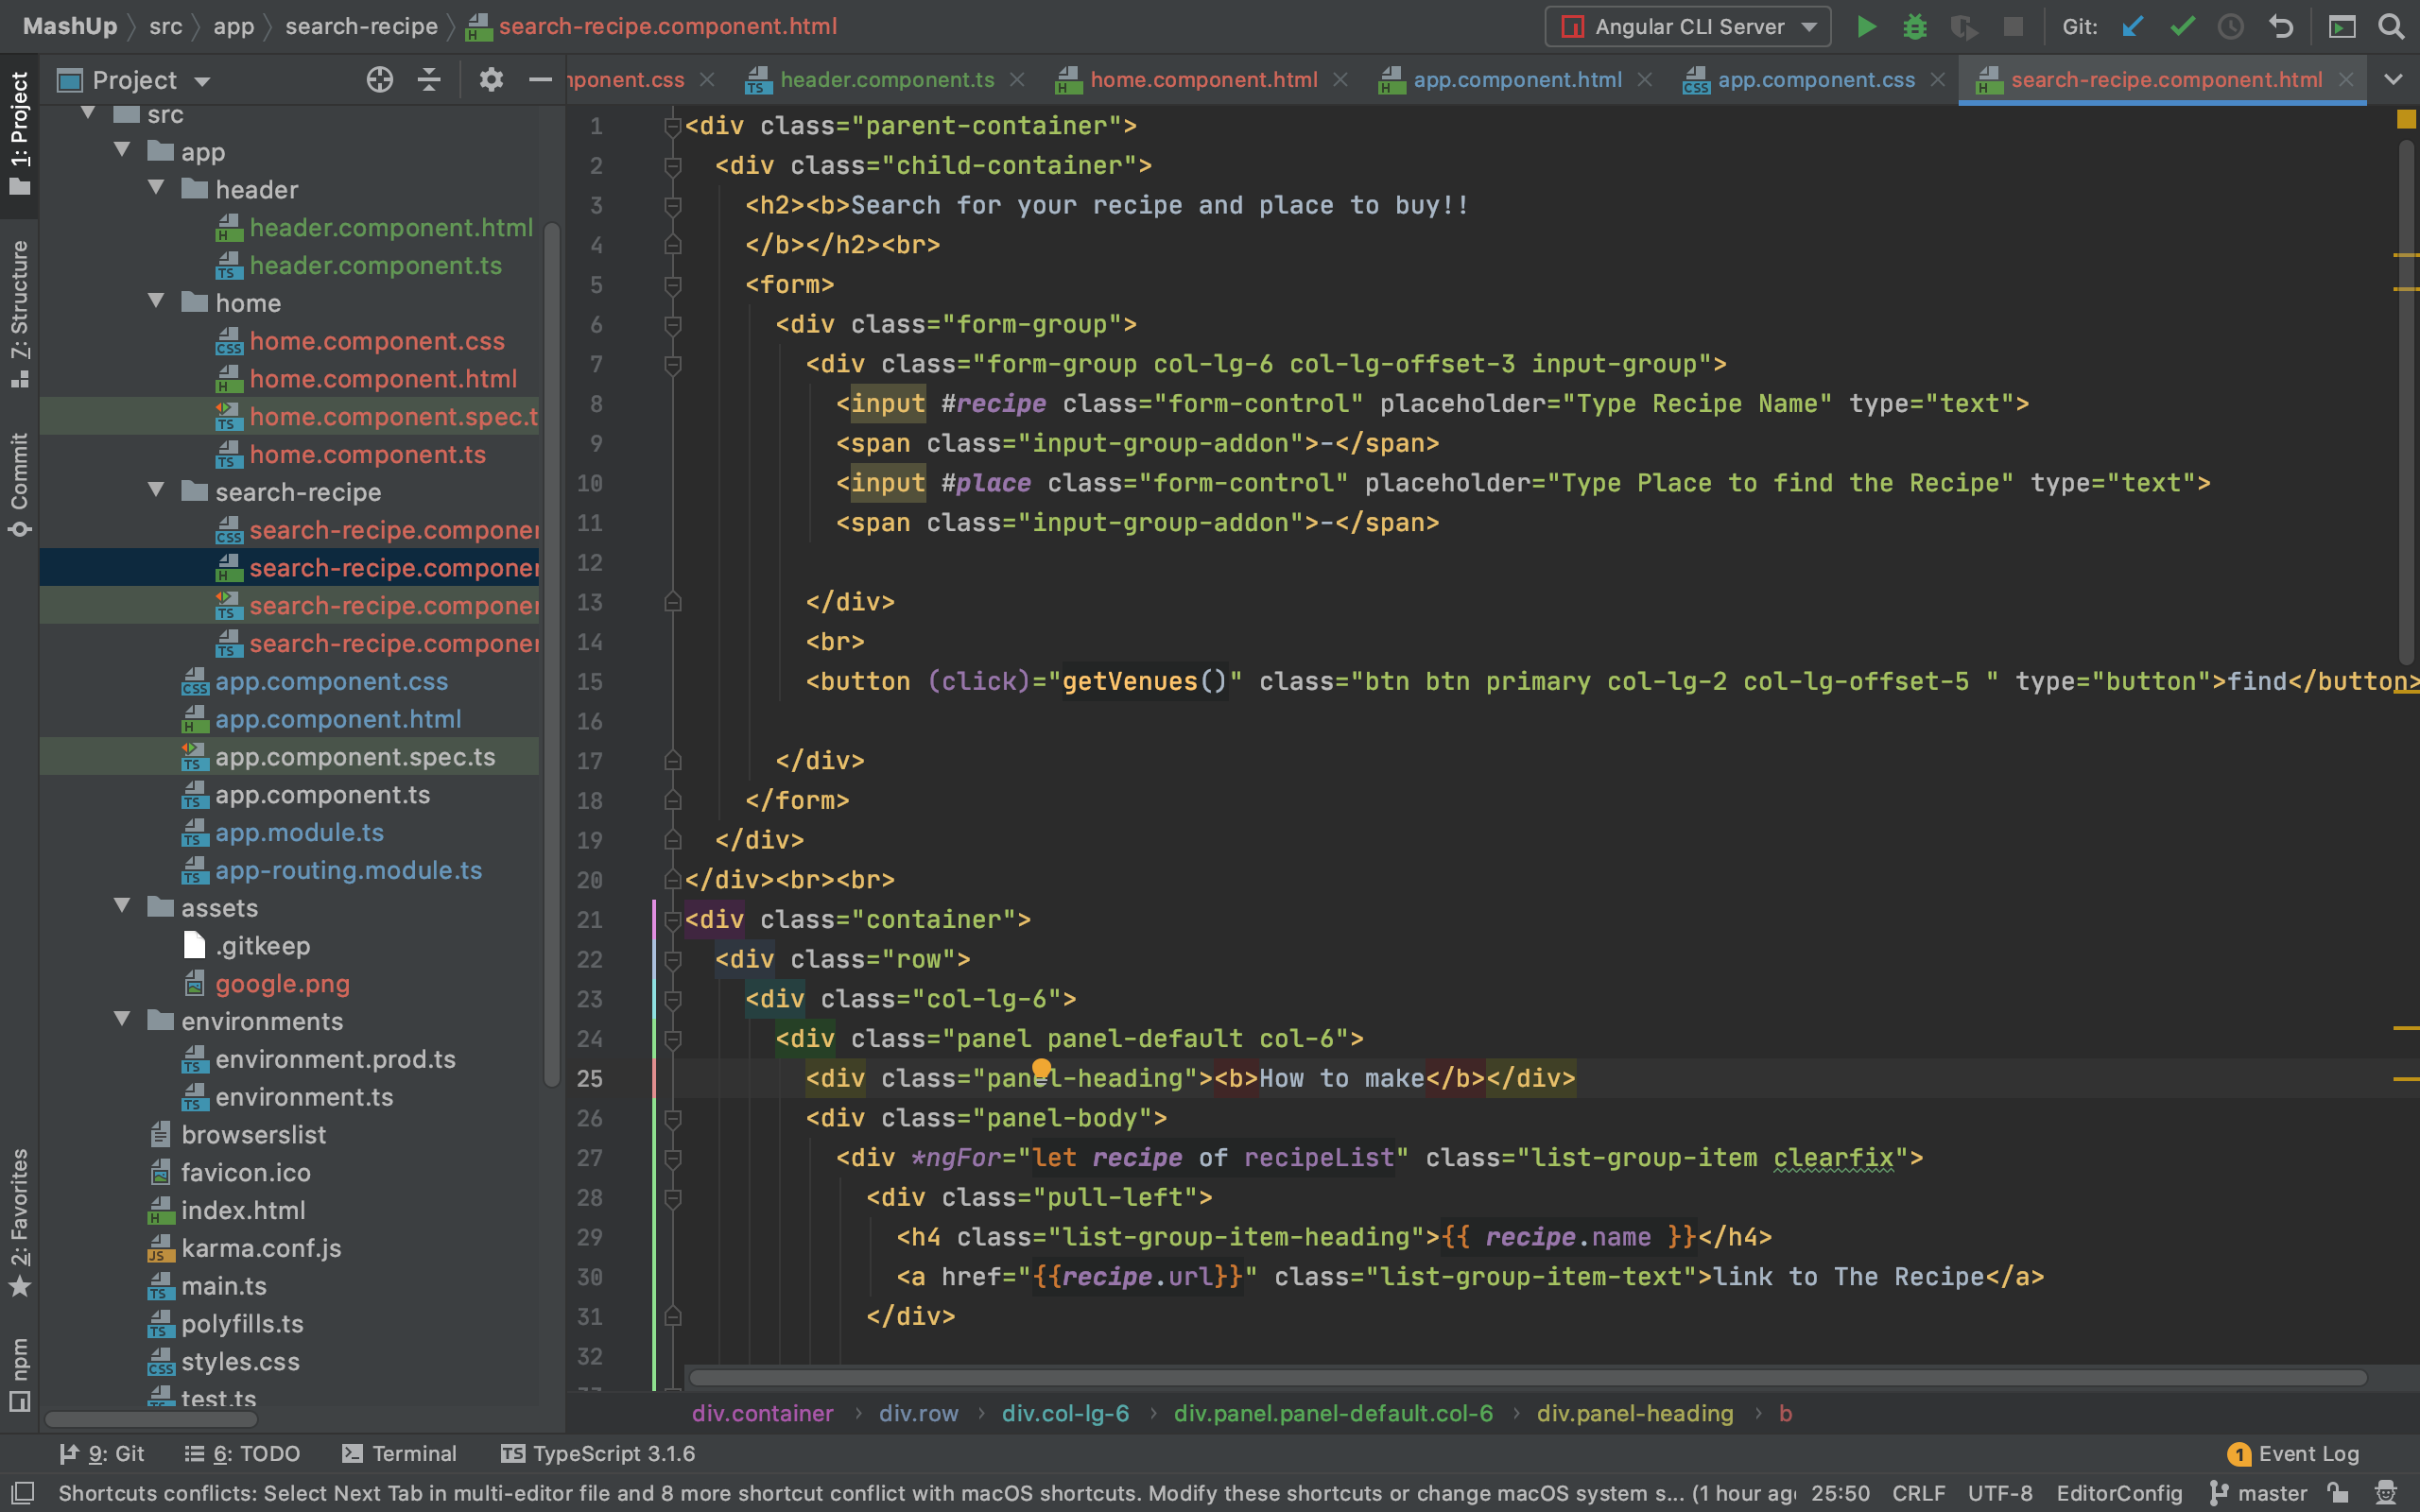 MashUp src app search-recipe search-recipe.component.html Angular CLI Server Git:
Project
mponent.css header.component.ts home.component.html app.component.html app.component.css search-recipe.component.html
1: Project
7: Structure
Commit
2: Favorites
npm
src
app
header
header.component.html
header.component.ts
home
home.component.css
home.component.html
home.component.spec.t
home.component.ts
search-recipe
search-recipe.componen
search-recipe.componen
search-recipe.componen
search-recipe.componen
app.component.css
app.component.html
app.component.spec.ts
app.component.ts
app.module.ts
app-routing.module.ts
assets
.gitkeep
google.png
environments
environment.prod.ts
environment.ts
browserslist
favicon.ico
index.html
karma.conf.js
main.ts
polyfills.ts
styles.css
test.ts
1 <div class="parent-container">
2 <div class="child-container">
3 <h2><b>Search for your recipe and place to buy!!
4 </b></h2><br>
5 <form>
6 <div class="form-group">
7 <div class="form-group col-lg-6 col-lg-offset-3 input-group">
8 <input #recipe class="form-control" placeholder="Type Recipe Name" type="text">
9 <span class="input-group-addon">-</span>
10 <input #place class="form-control" placeholder="Type Place to find the Recipe" type="text">
11 <span class="input-group-addon">-</span>
12
13 </div>
14 <br>
15 <button (click)="getVenues()" class="btn btn primary col-lg-2 col-lg-offset-5 " type="button">find</button>
16
17 </div>
18 </form>
19 </div>
20 </div><br><br>
21 <div class="container">
22 <div class="row">
23 <div class="col-lg-6">
24 <div class="panel panel-default col-6">
25 <div class="panel-heading"><b>How to make</b></div>
26 <div class="panel-body">
27 <div *ngFor="let recipe of recipeList" class="list-group-item clearfix">
28 <div class="pull-left">
29 <h4 class="list-group-item-heading">{{ recipe.name }}</h4>
30 <a href="{{recipe.url}}" class="list-group-item-text">link to The Recipe</a>
31 </div>
32
div.container div.row div.col-lg-6 div.panel.panel-default.col-6 div.panel-heading b
9: Git 6: TODO Terminal TypeScript 3.1.6 1 Event Log
Shortcuts conflicts: Select Next Tab in multi-editor file and 8 more shortcut conflict with macOS shortcuts. Modify these shortcuts or change macOS system s... (1 hour ago 25:50 CRLF UTF-8 EditorConfig master